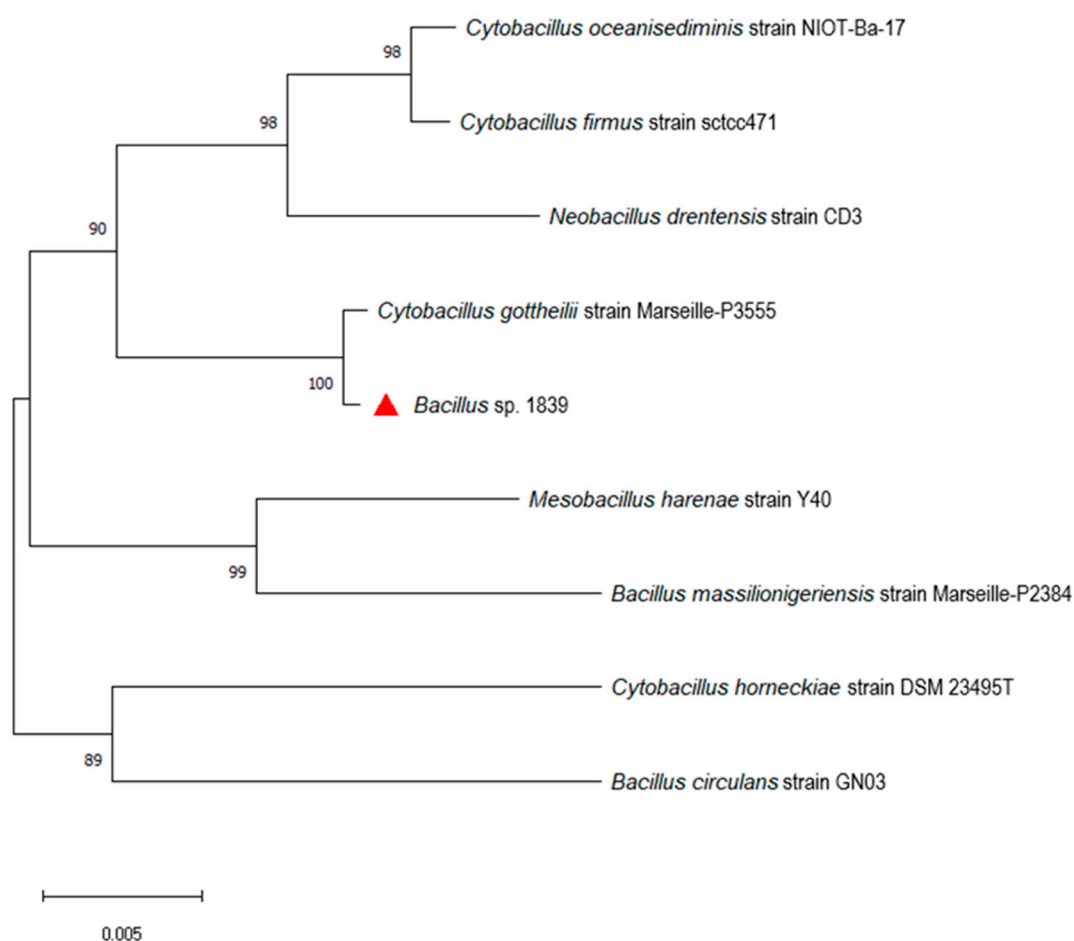 Cytobacillus oceanisediminis strain NIOT-Ba-17
98
Cytobacillus firmus strain sctcc471
98
Neobacillus drentensis strain CD3
90
Cytobacillus gottheilii strain Marseille-P3555
100
Bacillus sp. 1839
Mesobacillus harenae strain Y40
99
Bacillus massilionigeriensis strain Marseille-P2384
Cytobacillus horneckiae strain DSM 23495T
89
Bacillus circulans strain GN03
0.005